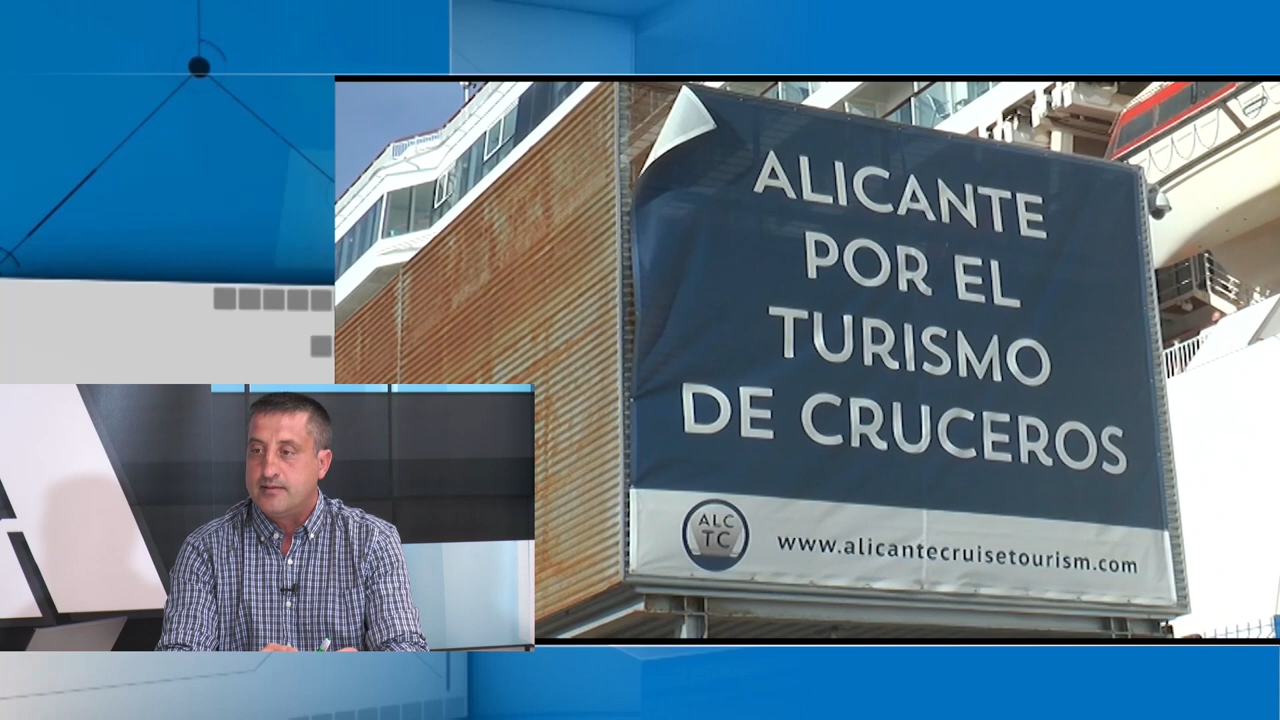 ALICANTE
POR EL
TURISMO
DE CRUCEROS
ALC
TC
www.alicantecruisetourism.com